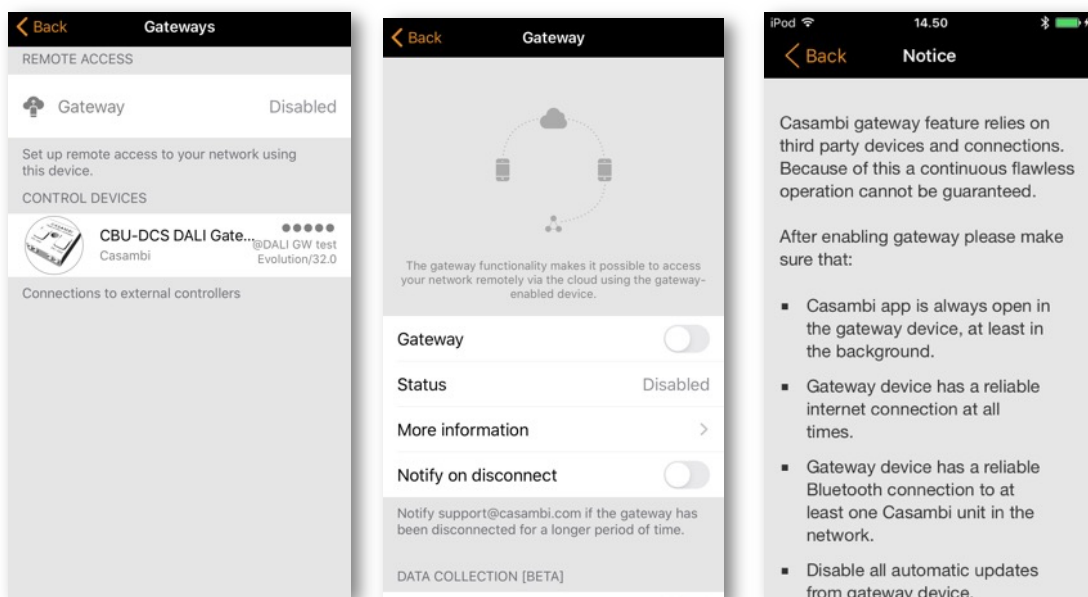 Back Gateways
REMOTE ACCESS
Gateway Disabled
Set up remote access to your network using
this device.
CONTROL DEVICES
CBU-DCS DALI Gate...
@DALI GW test
Casambi
Evolution/32.0
Connections to external controllers
Back Gateway
The gateway functionality makes it possible to access
your network remotely via the cloud using the gateway-
enabled device.
Gateway
Status Disabled
More information
Notify on disconnect
Notify support@casambi.com if the gateway has
been disconnected for a longer period of time.
DATA COLLECTION [BETA]
iPod 14.50
Back Notice
Casambi gateway feature relies on
third party devices and connections.
Because of this a continuous flawless
operation cannot be guaranteed.
After enabling gateway please make
sure that:
▪ Casambi app is always open in
the gateway device, at least in
the background.
▪ Gateway device has a reliable
internet connection at all
times.
▪ Gateway device has a reliable
Bluetooth connection to at
least one Casambi unit in the
network.
▪ Disable all automatic updates
from gateway device.